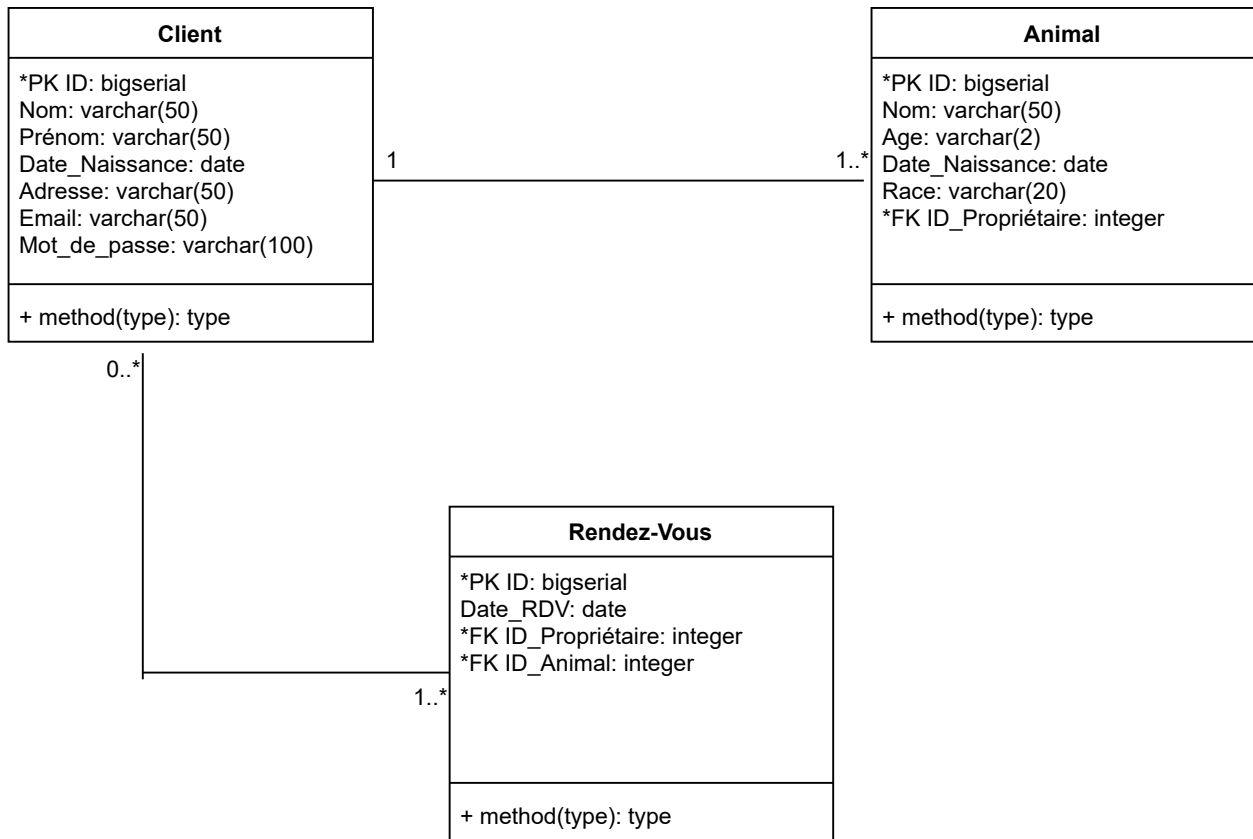 Client
*PK ID: bigserial
Nom: varchar(50)
Prénom: varchar(50)
Date_Naissance: date
Adresse: varchar(50)
Email: varchar(50)
Mot_de_passe: varchar(100)
+ method(type): type
1
1..*
Animal
*PK ID: bigserial
Nom: varchar(50)
Age: varchar(2)
Date_Naissance: date
Race: varchar(20)
*FK ID_Propriétaire: integer
+ method(type): type
0..*
1..*
Rendez-Vous
*PK ID: bigserial
Date_RDV: date
*FK ID_Propriétaire: integer
*FK ID_Animal: integer
+ method(type): type